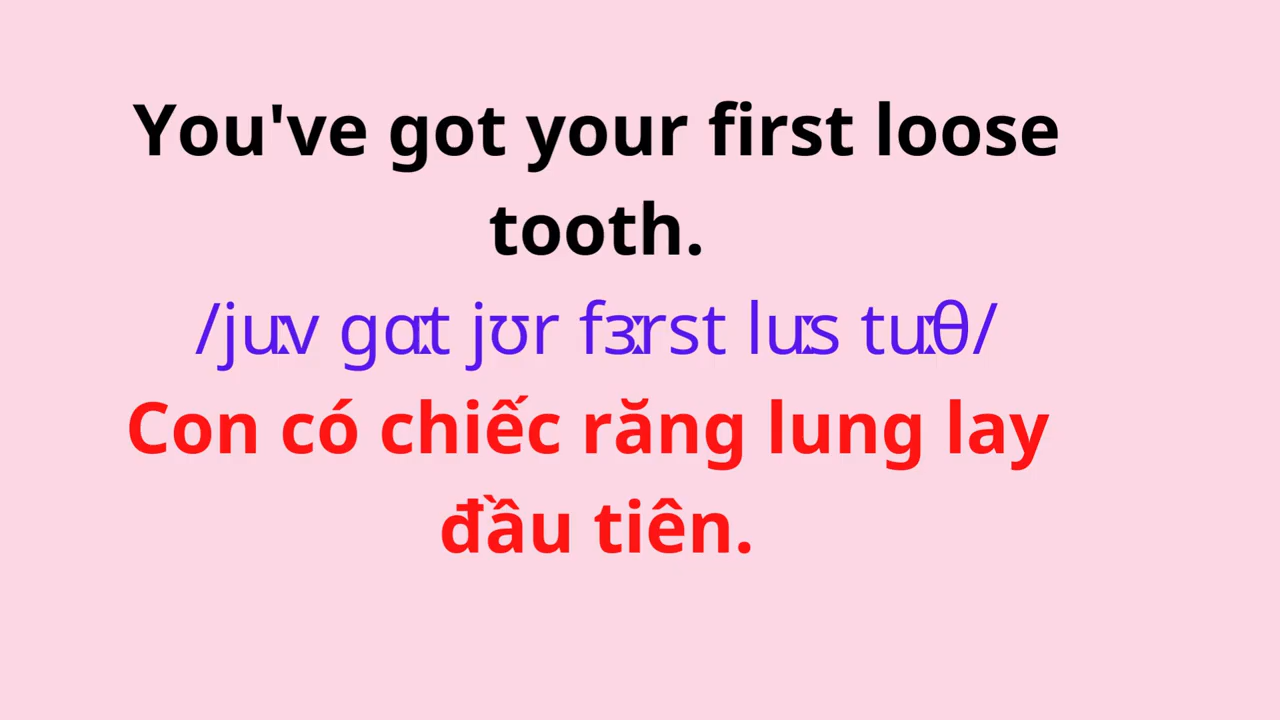 You've got your first loose
tooth.
/juːv ɡɑːt jʊr fɜːrst luːs tuːθ/
Con có chiếc răng lung lay
đầu tiên.